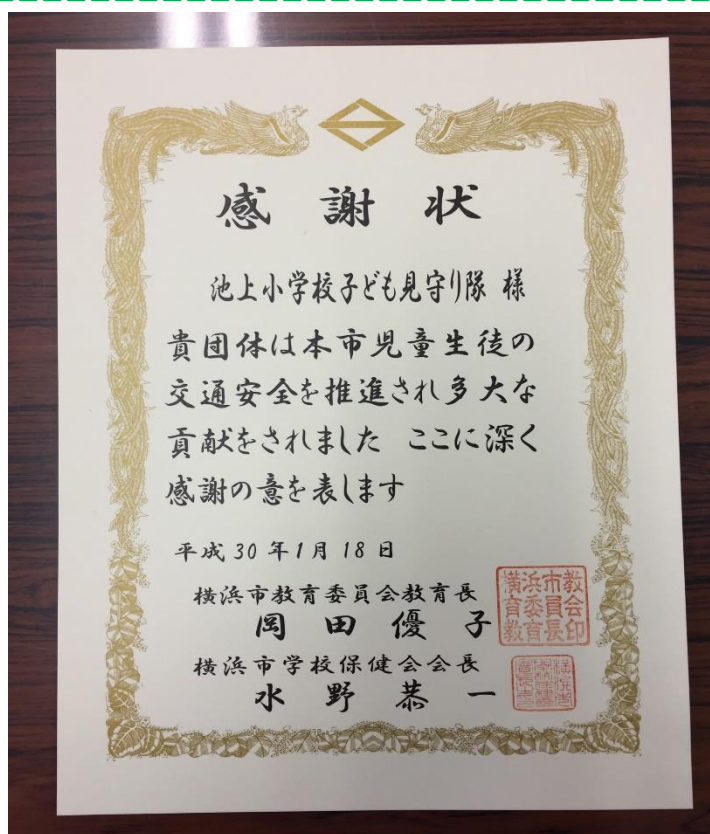 感謝状
池上小学校子ども見守り隊 様
貴団体は本市児童生徒の
交通安全を推進され多大な
貢献をされました ここに深く
感謝の意を表します
平成30年1月18日
横浜市教育委員会教育長
岡田優子
横浜市教育委員会教育長印
横浜市学校保健会会長
水野恭一